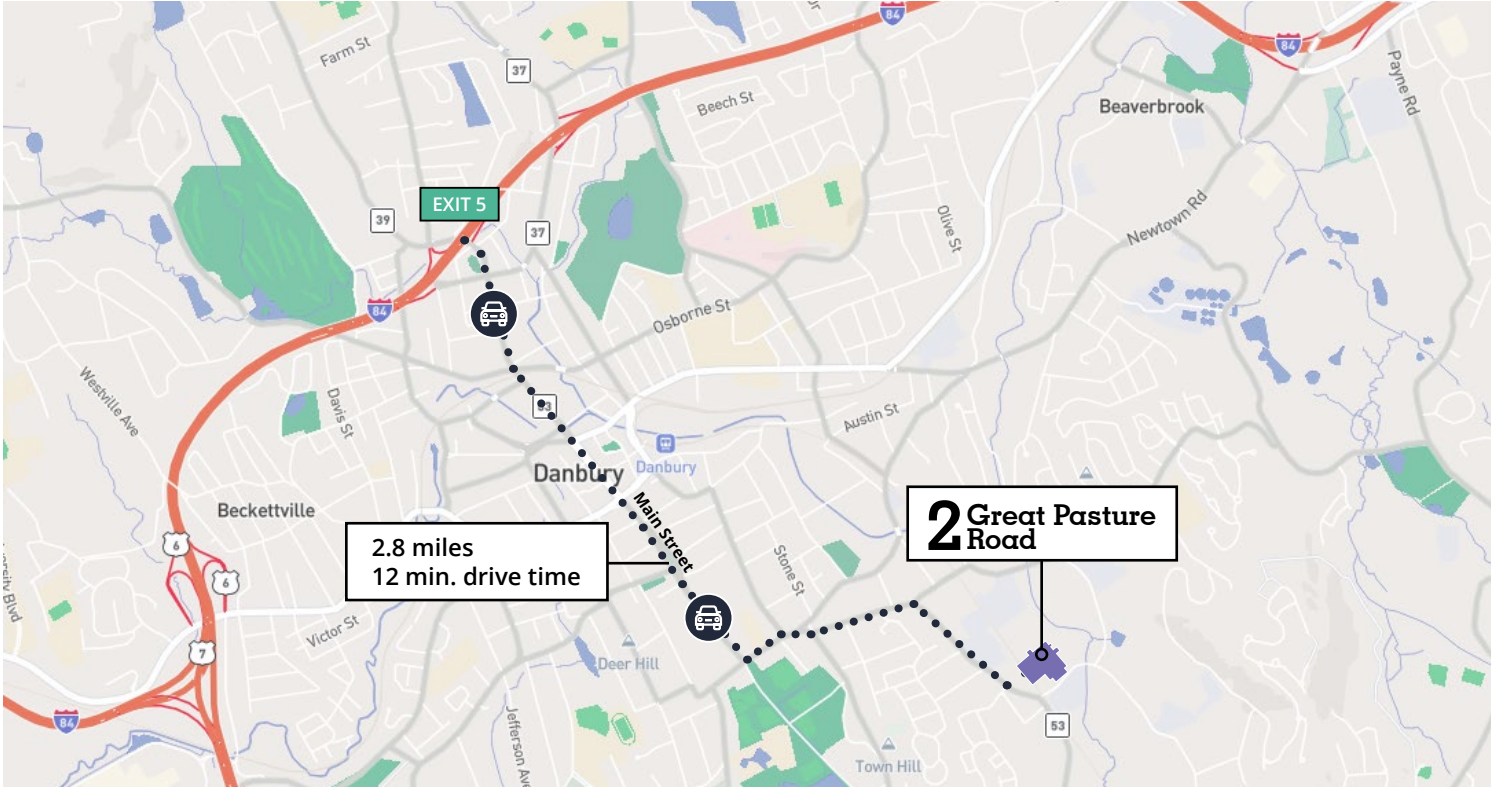 84
84
Farm St
37
Payne Rd
Beech St
Beaverbrook
EXIT 5
39
37
Olive St
Newtown Rd
84
Osborne St
Westville Ave
Davis St
53
Austin St
Danbury
Danbury
Beckettville
Main Street
2 Great Pasture
Road
2.8 miles
12 min. drive time
6
6
Stone St
Victor St
7
Deer Hill
84
Jefferson Ave
53
Town Hill